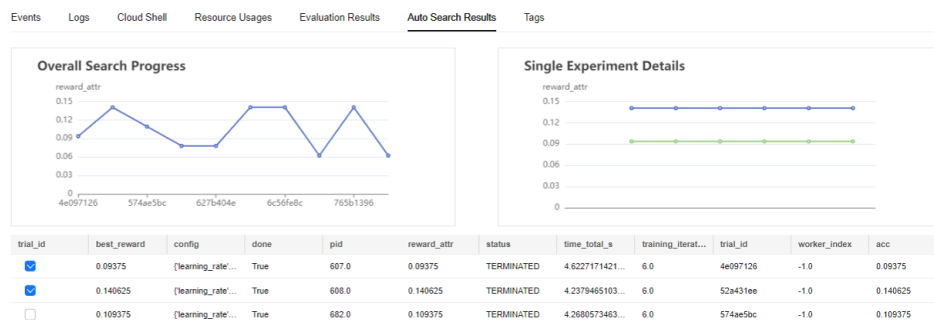 Events Logs Cloud Shell Resource Usages Evaluation Results Auto Search Results Tags
Overall Search Progress
reward_attr
0.15
0.12
0.09
0.06
0.03
0
4e097126 574ae5bc 627b404e 6c56fe8c 765b1396
Single Experiment Details
reward_attr
0.15
0.12
0.09
0.06
0.03
0
trial_id best_reward config done pid reward_attr status time_total_s training_iterat... trial_id worker_index acc
0.09375 {'learning_rate'... True 607.0 0.09375 TERMINATED 4.6227171421... 6.0 4e097126 -1.0 0.09375
0.140625 {'learning_rate'... True 608.0 0.140625 TERMINATED 4.2379465103... 6.0 52a431ee -1.0 0.140625
0.109375 {'learning_rate'... True 682.0 0.109375 TERMINATED 4.2680573463... 6.0 574ae5bc -1.0 0.109375